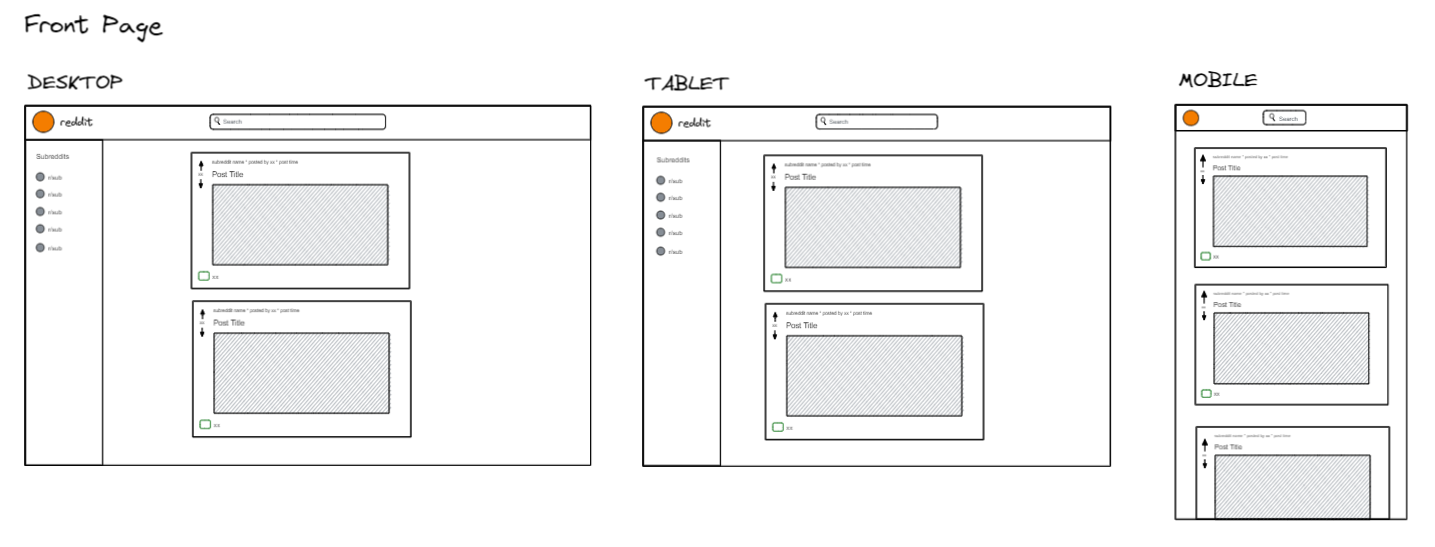 Front Page
DESKTOP
reddit
Search
Subreddits
r/sub
r/sub
r/sub
r/sub
r/sub
subreddit name * posted by xx * post time
xx
Post Title
xx
subreddit name * posted by xx * post time
xx
Post Title
xx
TABLET
reddit
Search
Subreddits
r/sub
r/sub
r/sub
r/sub
r/sub
subreddit name * posted by xx * post time
xx
Post Title
xx
subreddit name * posted by xx * post time
xx
Post Title
xx
MOBILE
Search
subreddit name * posted by xx * post time
xx
Post Title
xx
subreddit name * posted by xx * post time
xx
Post Title
xx
subreddit name * posted by xx * post time
xx
Post Title